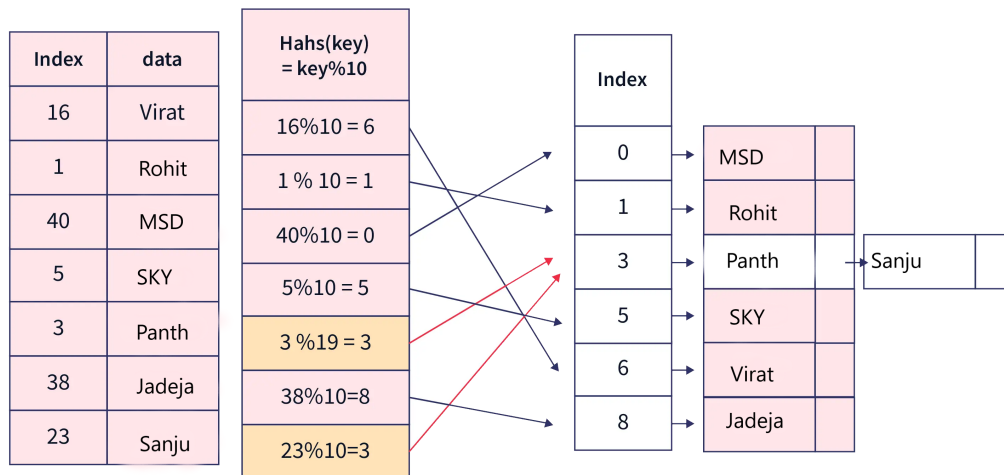 Index data
16 Virat
1 Rohit
40 MSD
5 SKY
3 Panth
38 Jadeja
23 Sanju
Hahs(key)
= key%10
16%10 = 6
1 % 10 = 1
40%10 = 0
5%10 = 5
3 %19 = 3
38%10=8
23%10=3
Index
0 MSD
1 Rohit
3 Panth Sanju
5 SKY
6 Virat
8 Jadeja